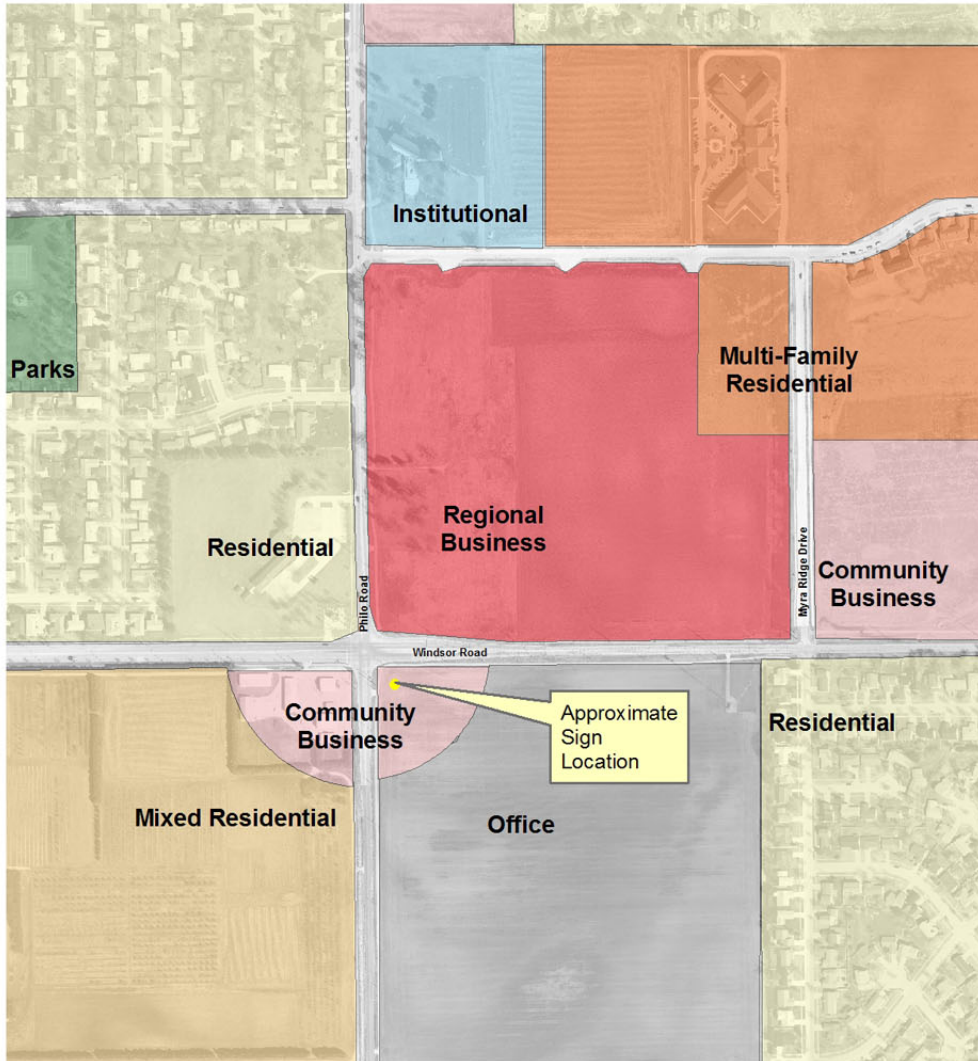 Institutional
Parks
Multi-Family
Residential
Regional
Business
Residential
Philo Road
Myra Ridge Drive
Community
Business
Windsor Road
Community
Business
Approximate
Sign
Location
Residential
Mixed Residential
Office